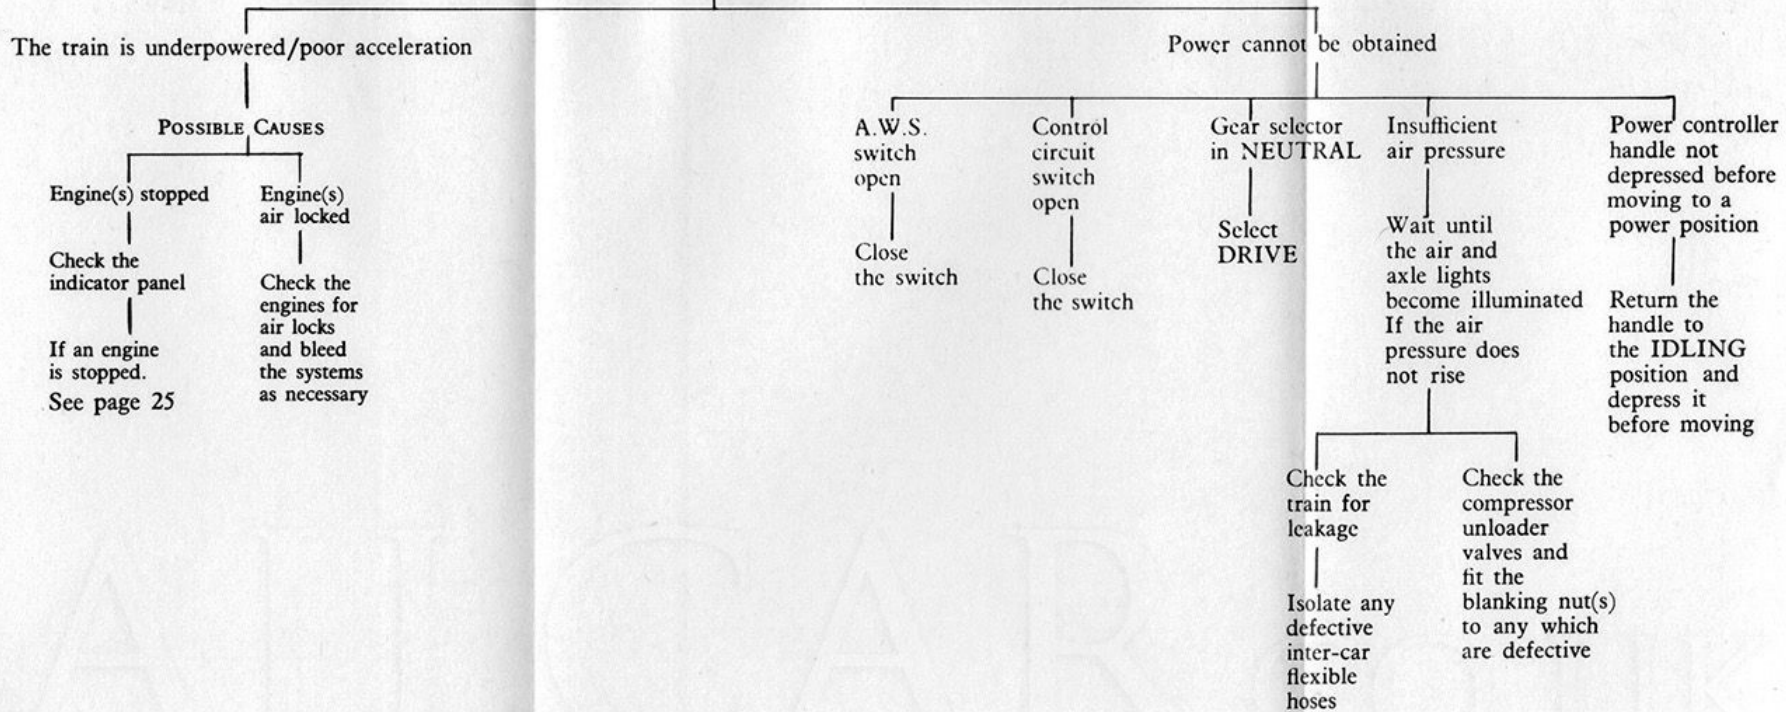 The train is underpowered/poor acceleration
POSSIBLE CAUSES
Engine(s) stopped
Check the
indicator panel
If an engine
is stopped.
See page 25
Engine(s)
air locked
Check the
engines for
air locks
and bleed
the systems
as necessary
Power cannot be obtained
A.W.S.
switch
open
Close
the switch
Control
circuit
switch
open
Close
the switch
Gear selector
in NEUTRAL
Select
DRIVE
Insufficient
air pressure
Wait until
the air and
axle lights
become illuminated
If the air
pressure does
not rise
Check the
train for
leakage
Isolate any
defective
inter-car
flexible
hoses
Check the
compressor
unloader
valves and
fit the
blanking nut(s)
to any which
are defective
Power controller
handle not
depressed before
moving to a
power position
Return the
handle to
the IDLING
position and
depress it
before moving